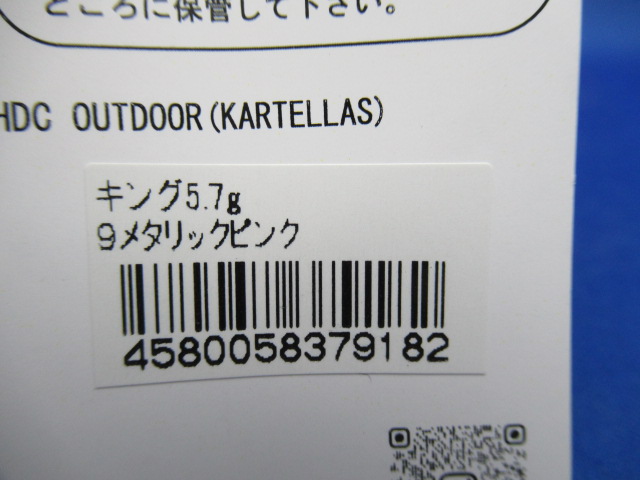 ところに保管して下さい。
HDC OUTDOOR(KARTELLAS)
キング5.7g
9メタリックピンク
4580058379182